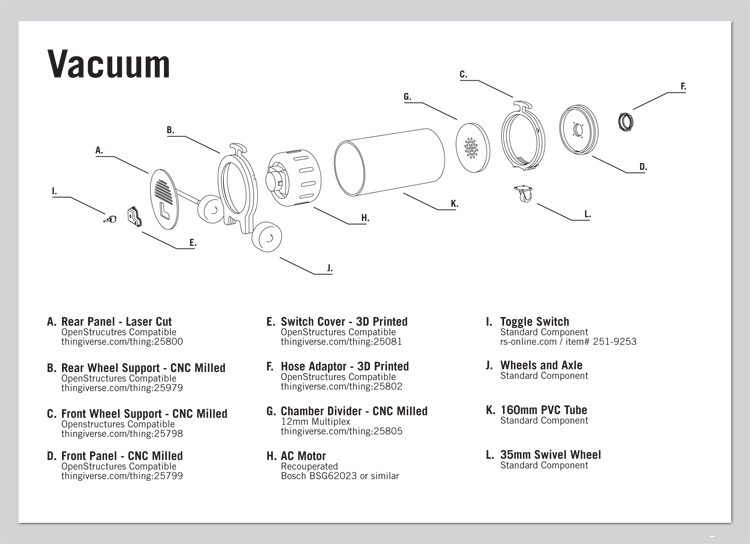 Vacuum
C.
F.
G.
B.
A.
D.
I.
K.
H.
L.
E.
J.
A. Rear Panel - Laser Cut
OpenStrucutres Compatible
thingiverse.com/thing:25800
B. Rear Wheel Support - CNC Milled
OpenStructures Compatible
thingiverse.com/thing:25979
C. Front Wheel Support - CNC Milled
Openstructures Compatible
thingiverse.com/thing:25798
D. Front Panel - CNC Milled
OpenStructures Compatible
thingiverse.com/thing:25799
E. Switch Cover - 3D Printed
OpenStructures Compatible
thingiverse.com/thing:25081
F. Hose Adaptor - 3D Printed
OpenStructures Compatible
thingiverse.com/thing:25802
G. Chamber Divider - CNC Milled
12mm Multiplex
thingiverse.com/thing:25805
H. AC Motor
Recouperated
Bosch BSG62023 or similar
I. Toggle Switch
Standard Component
rs-online.com / item# 251-9253
J. Wheels and Axle
Standard Component
K. 160mm PVC Tube
Standard Component
L. 35mm Swivel Wheel
Standard Component